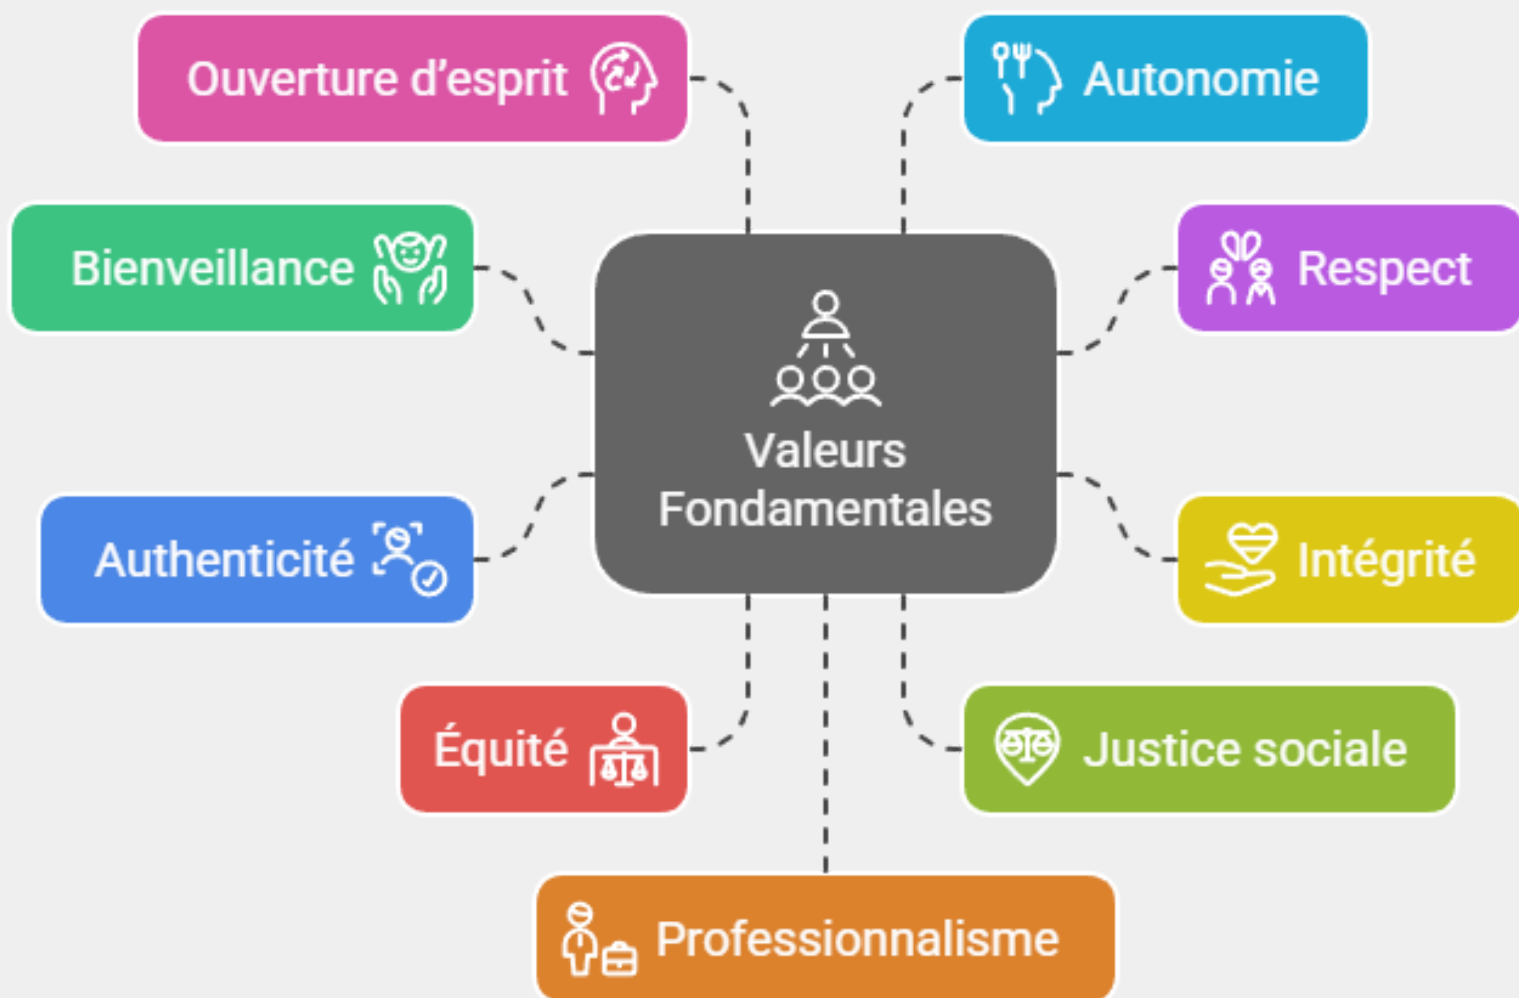 Ouverture d’esprit
Autonomie
Bienveillance
Respect
Valeurs
Fondamentales
Authenticité
Intégrité
Équité
Justice sociale
Professionnalisme